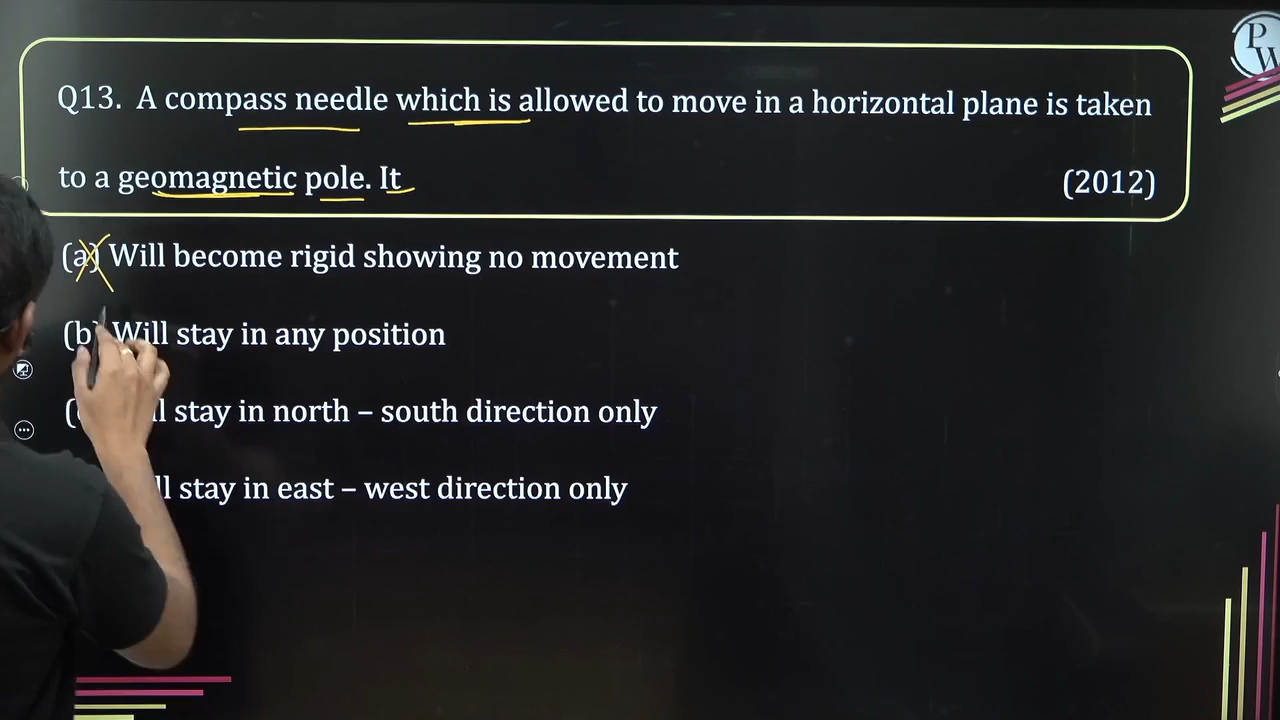 Q13. A compass needle which is allowed to move in a horizontal plane is taken
to a geomagnetic pole. It (2012)
(a) Will become rigid showing no movement
(b) Will stay in any position
stay in north – south direction only
stay in east – west direction only
P
W